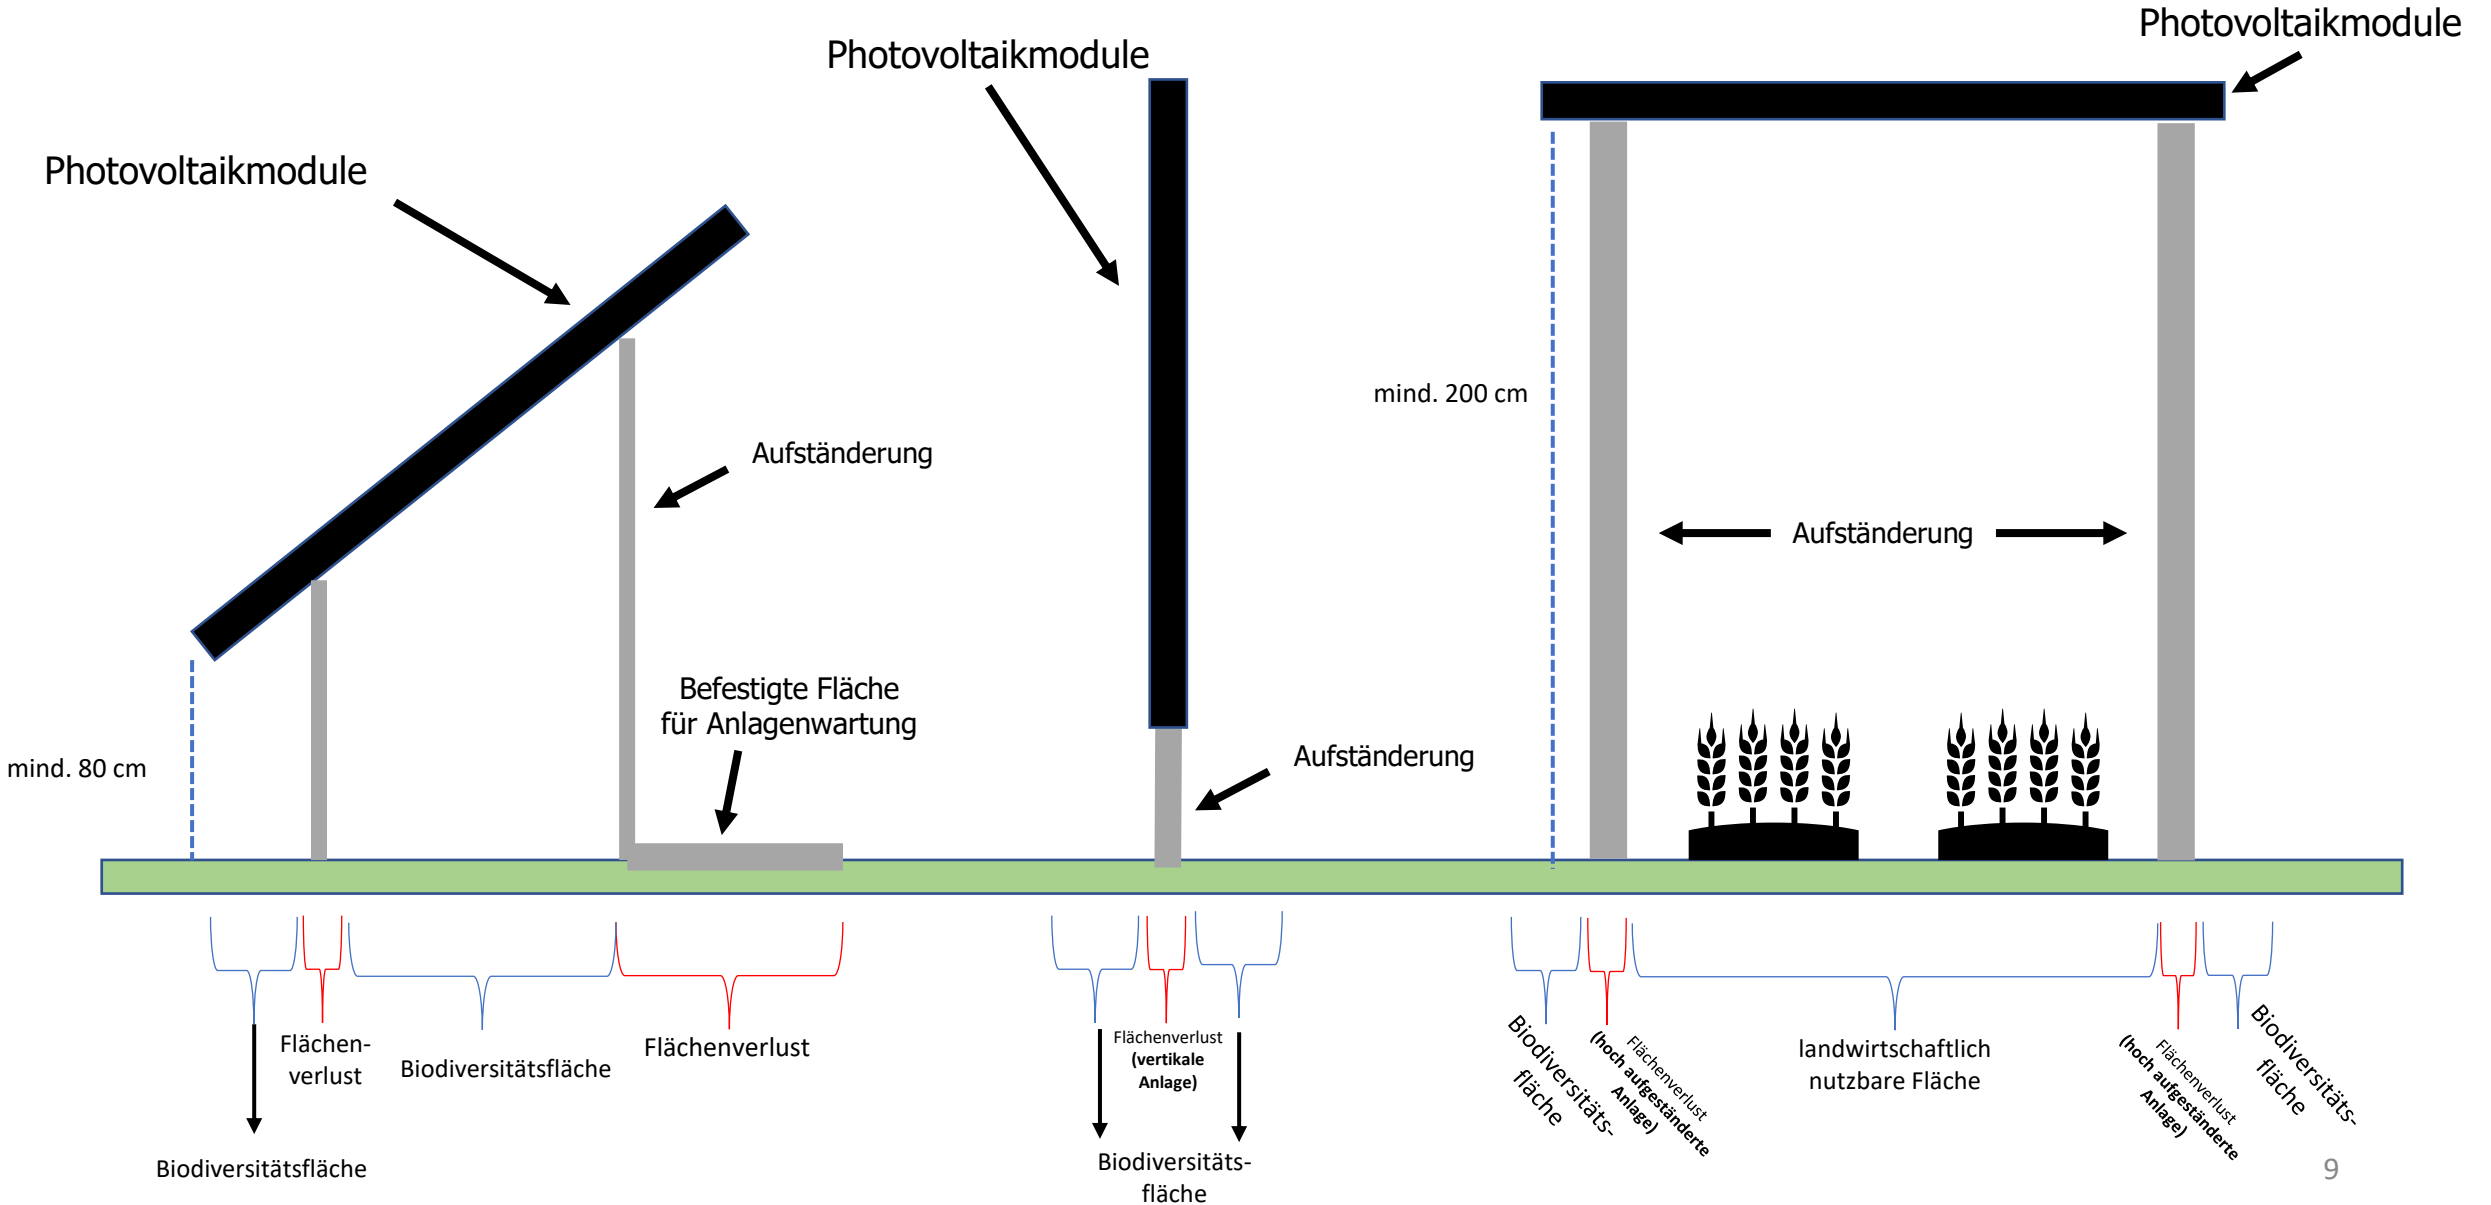 Photovoltaikmodule
Photovoltaikmodule
Photovoltaikmodule
mind. 200 cm
Aufständerung
Aufständerung
Befestigte Fläche
für Anlagenwartung
mind. 80 cm
Aufständerung
Flächen-
verlust
Biodiversitätsfläche
Flächenverlust
Biodiversitätsfläche
Flächenverlust
(vertikale
Anlage)
Biodiversitäts-
fläche
Biodiversitäts-
fläche
Flächenverlust
(hoch aufgeständerte
Anlage)
landwirtschaftlich
nutzbare Fläche
Flächenverlust
(hoch aufgeständerte
Anlage)
Biodiversitäts-
fläche
9